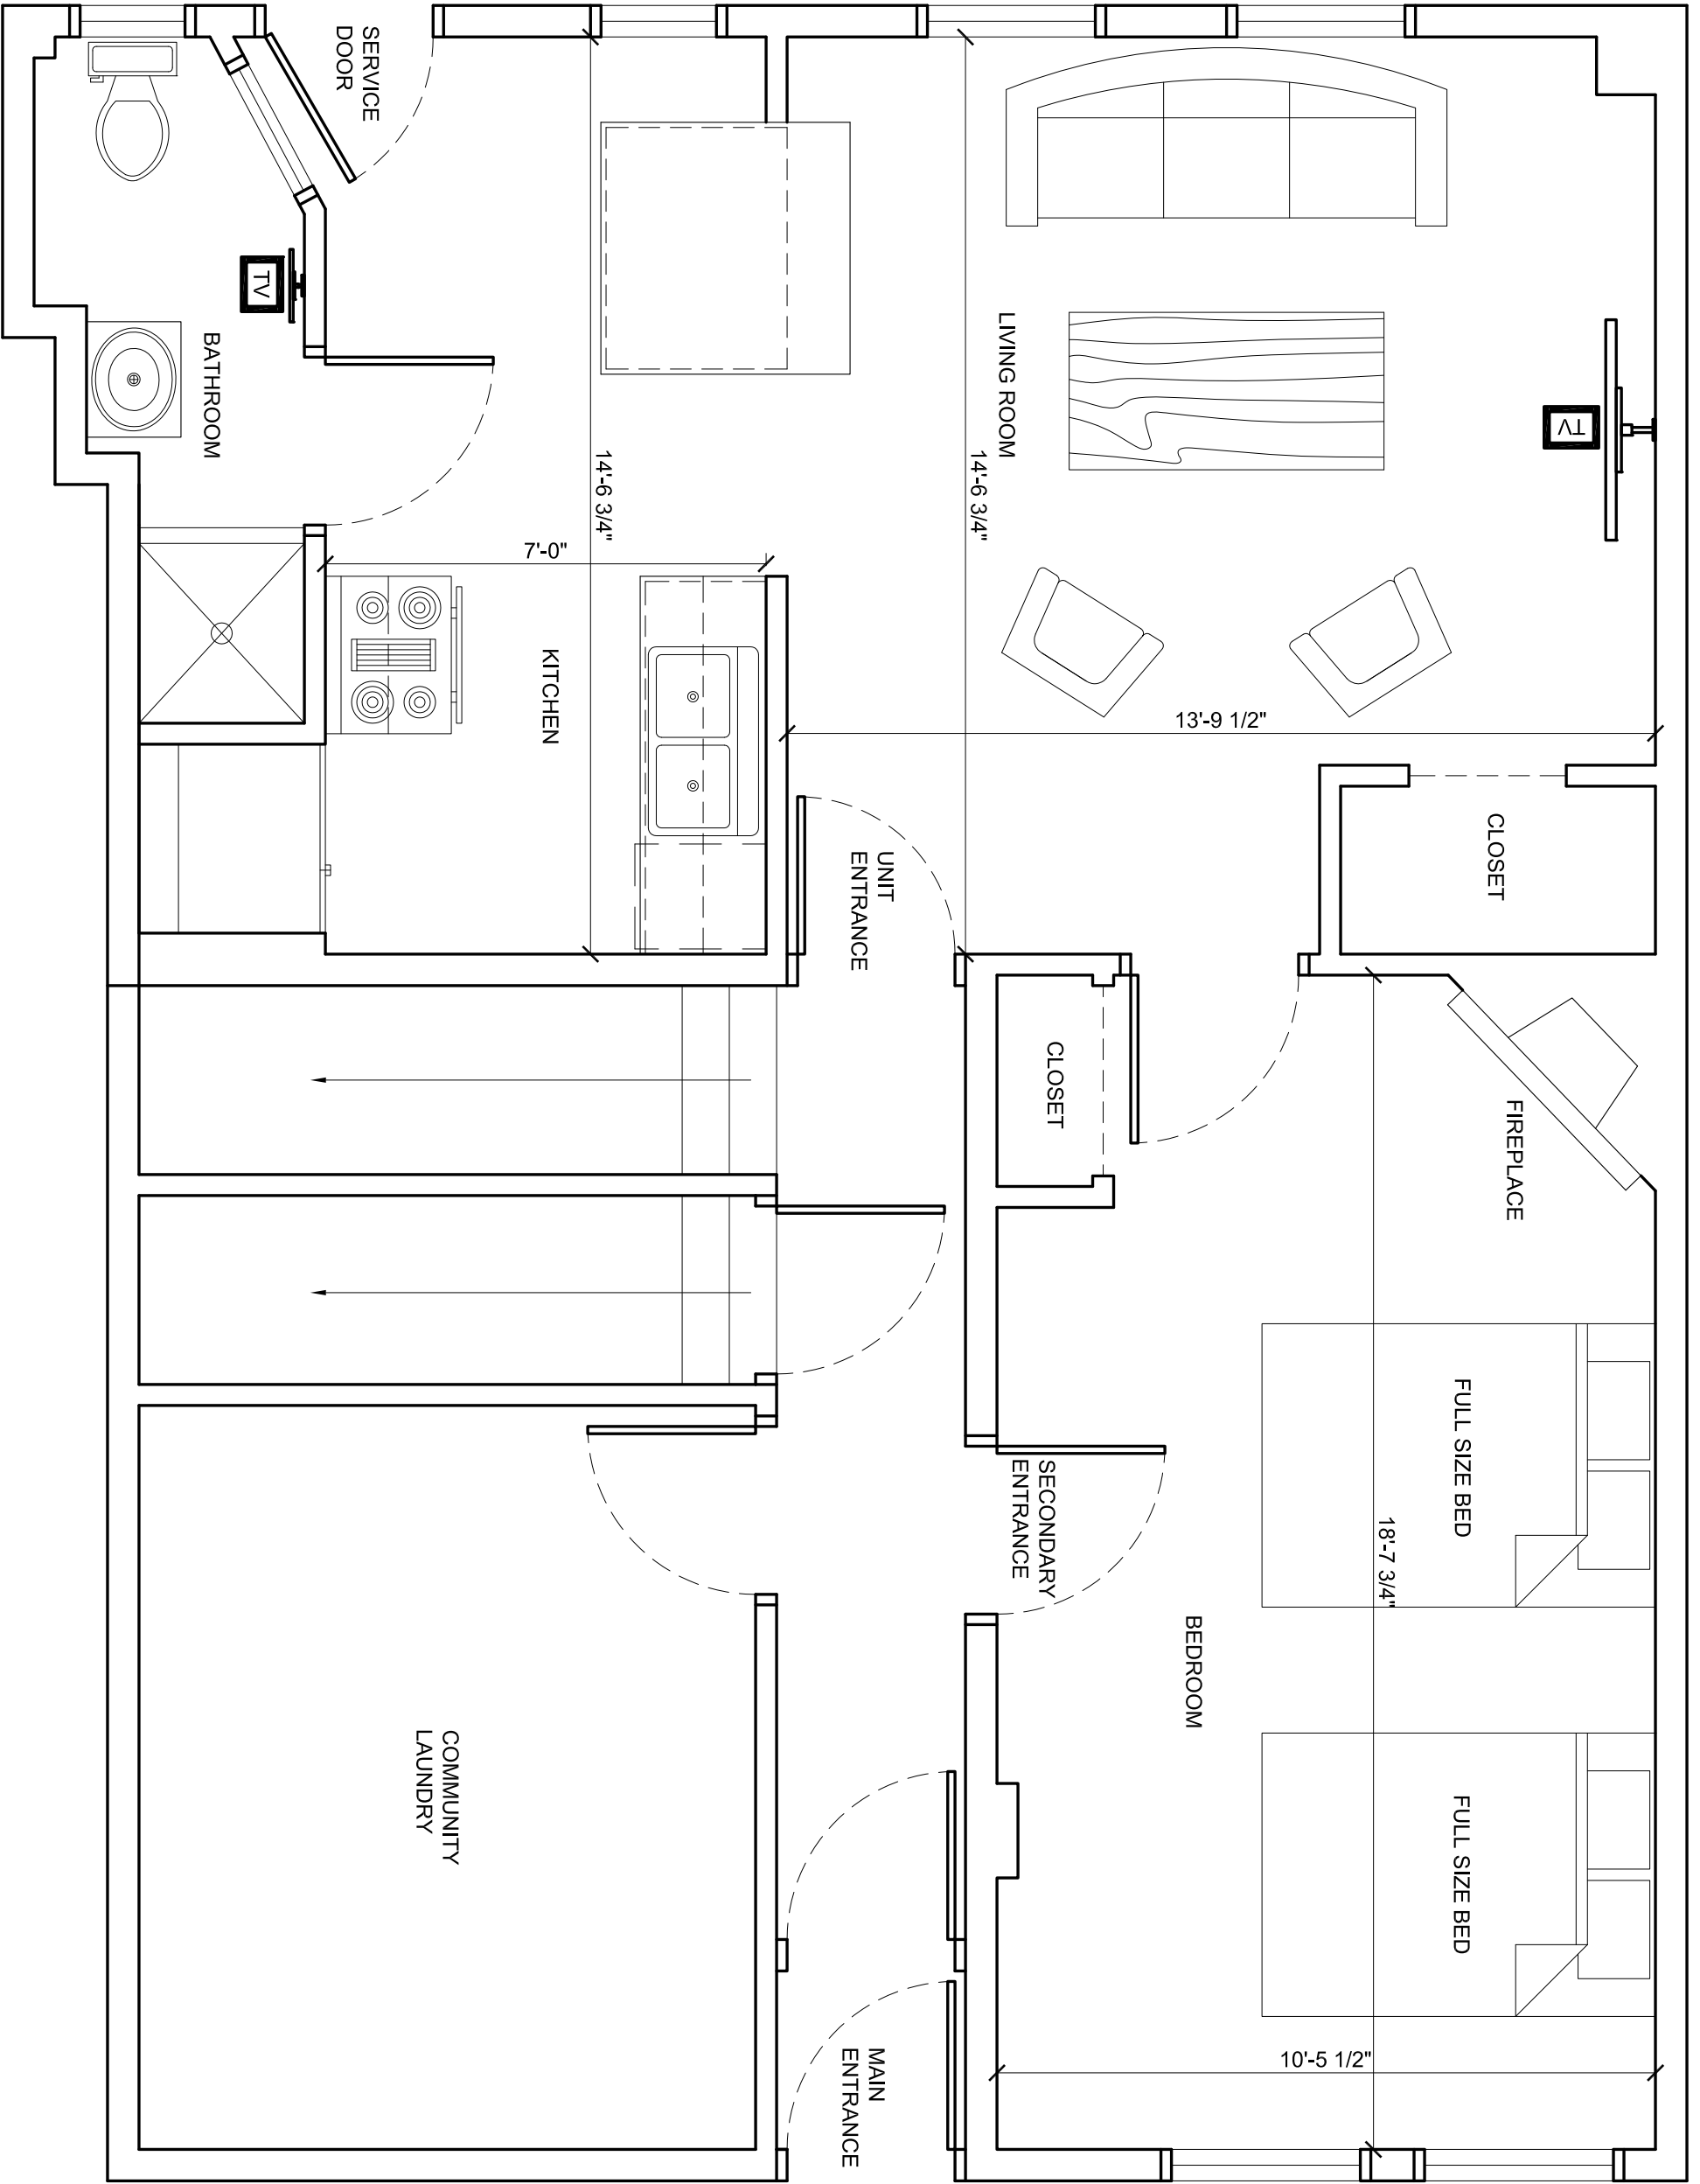 SERVICE
DOOR
TV
BATHROOM
LIVING ROOM
TV
14'-6 3/4"
14'-6 3/4"
7'-0"
KITCHEN
13'-9 1/2"
CLOSET
UNIT
ENTRANCE
CLOSET
FIREPLACE
FULL SIZE BED
SECONDARY
ENTRANCE
18'-7 3/4"
BEDROOM
COMMUNITY
LAUNDRY
FULL SIZE BED
10'-5 1/2"
MAIN
ENTRANCE